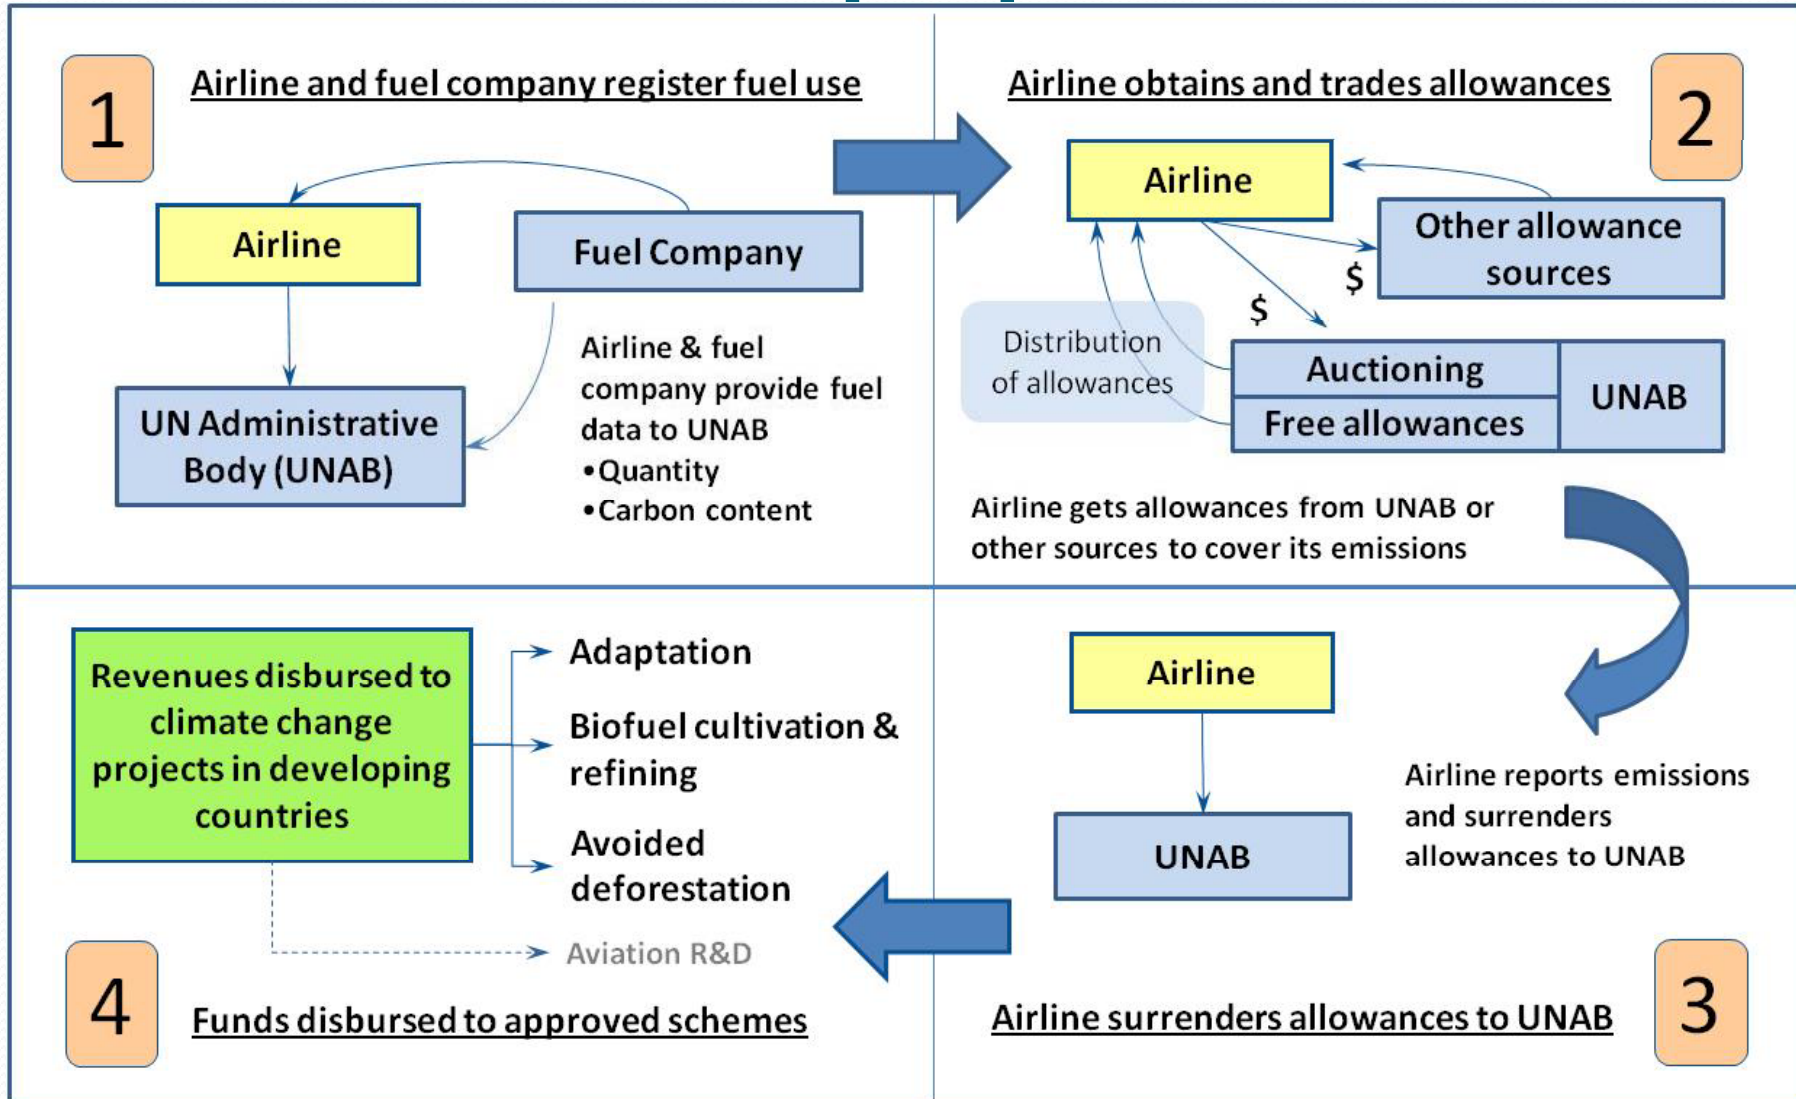 1
Airline and fuel company register fuel use
Airline
Fuel Company
UN Administrative
Body (UNAB)
Airline & fuel
company provide fuel
data to UNAB
•Quantity
•Carbon content
Airline obtains and trades allowances
2
Airline
Other allowance
sources
$
$
Distribution
of allowances
Auctioning
Free allowances
UNAB
Airline gets allowances from UNAB or
other sources to cover its emissions
Airline
UNAB
Airline reports emissions
and surrenders
allowances to UNAB
Airline surrenders allowances to UNAB
3
Revenues disbursed to
climate change
projects in developing
countries
Adaptation
Biofuel cultivation &
refining
Avoided
deforestation
Aviation R&D
4
Funds disbursed to approved schemes